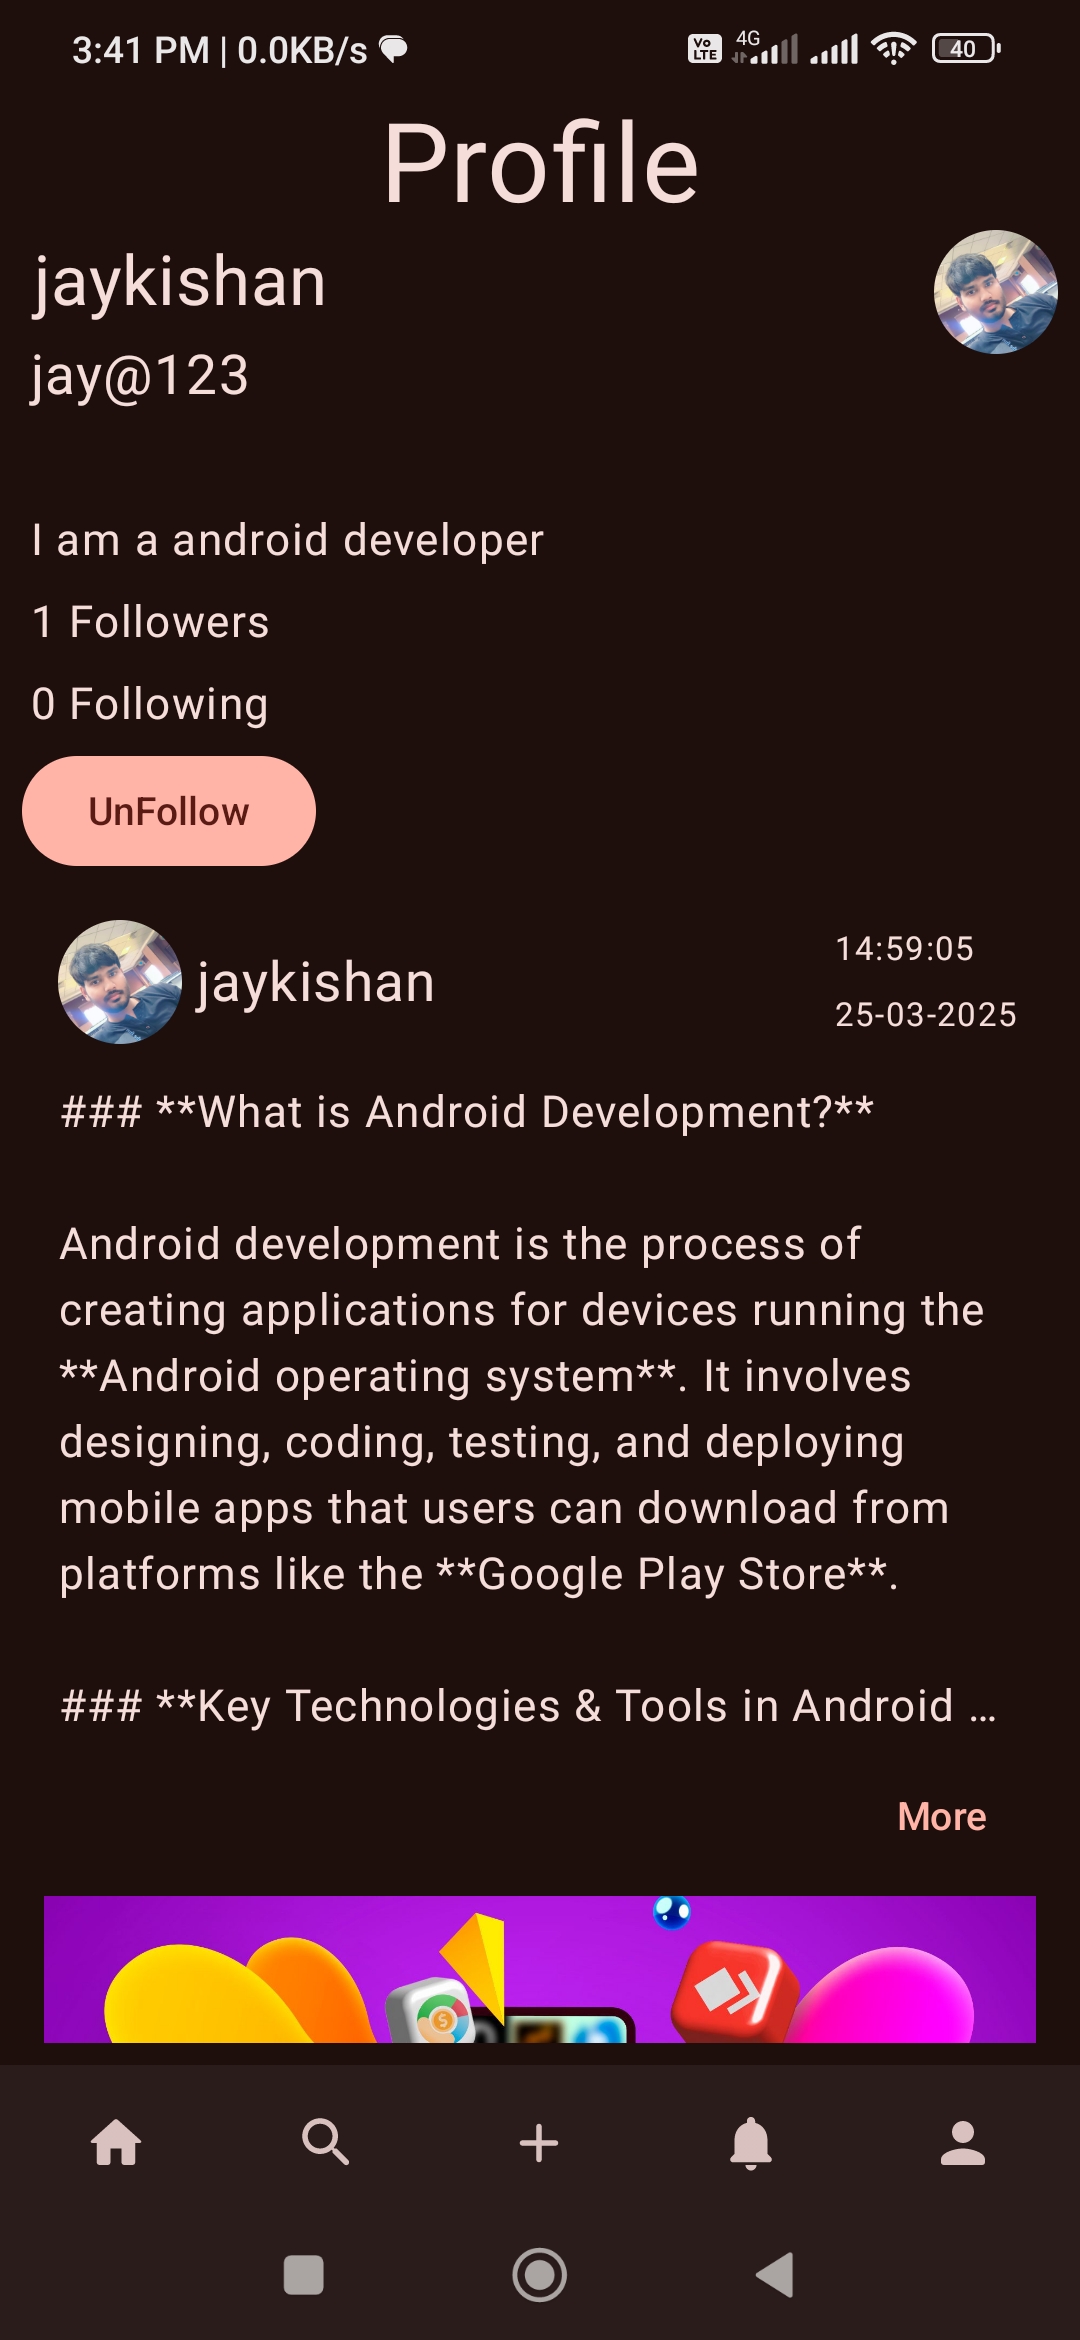 3:41 PM | 0.0KB/s
Vo LTE
4G
40
Profile
jaykishan
jay@123
I am a android developer
1 Followers
0 Following
UnFollow
jaykishan
14:59:05
25-03-2025
### **What is Android Development?**
Android development is the process of
creating applications for devices running the
**Android operating system**. It involves
designing, coding, testing, and deploying
mobile apps that users can download from
platforms like the **Google Play Store**.
### **Key Technologies & Tools in Android …
More
$